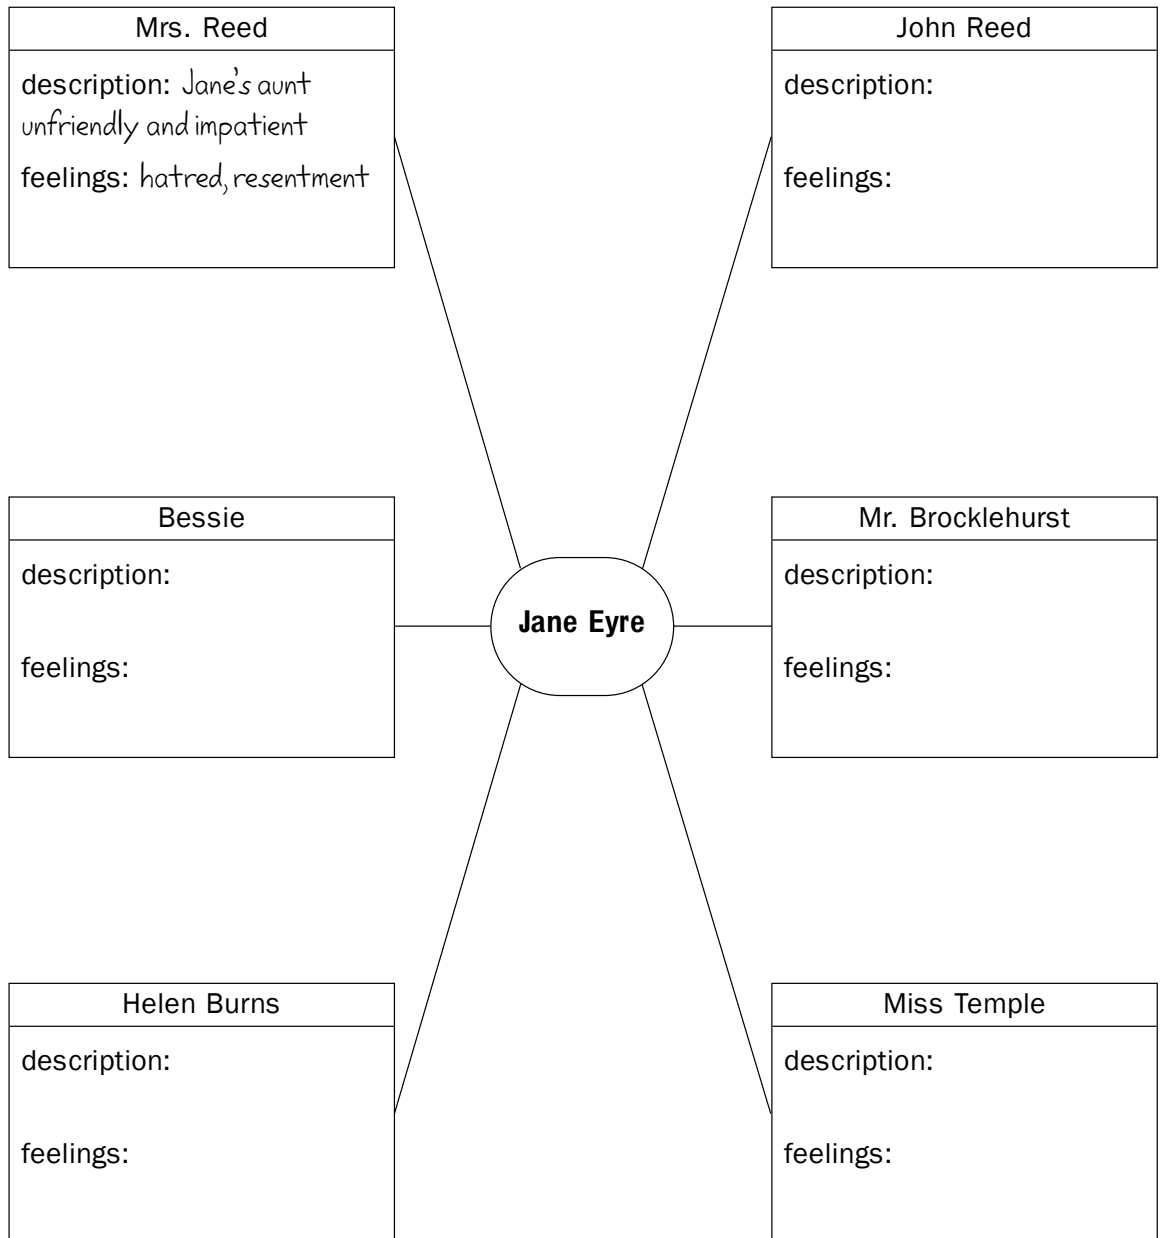 Mrs. Reed
description: Jane's aunt
unfriendly and impatient
feelings: hatred, resentment
John Reed
description:
feelings:
Bessie
description:
feelings:
Jane Eyre
Mr. Brocklehurst
description:
feelings:
Helen Burns
description:
feelings:
Miss Temple
description:
feelings: